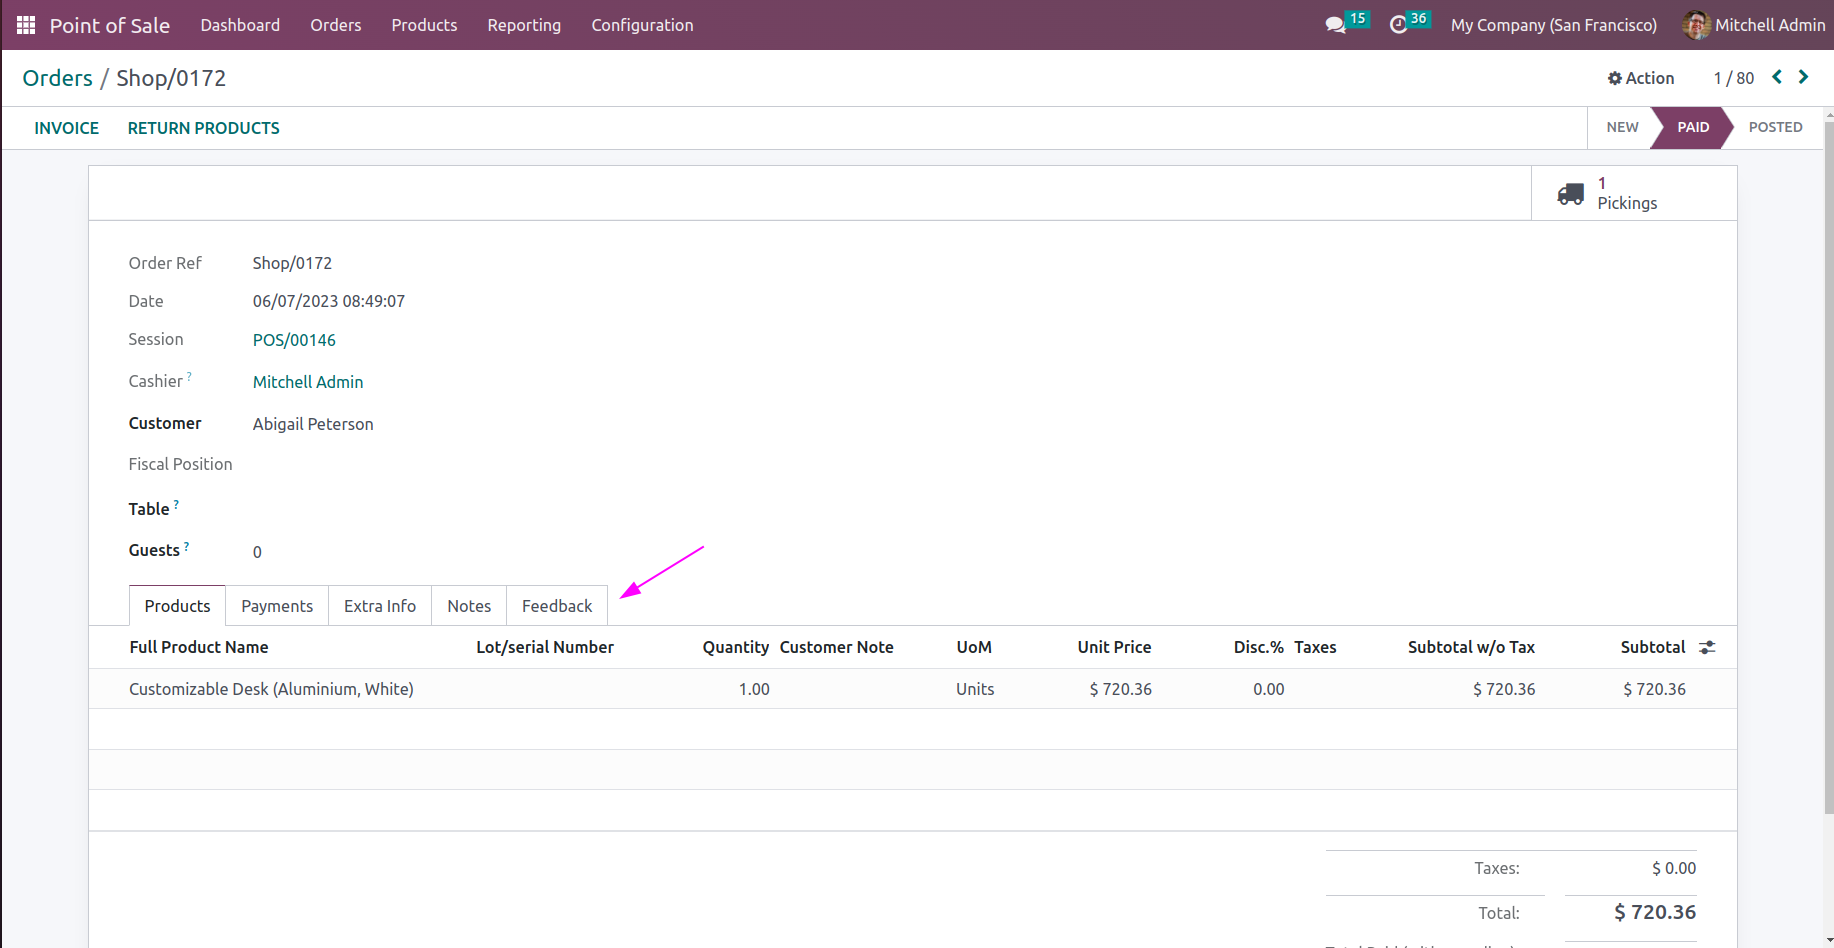 Point of Sale Dashboard Orders Products Reporting Configuration 15 36 My Company (San Francisco) Mitchell Admin
Orders / Shop/0172 Action 1 / 80
INVOICE RETURN PRODUCTS NEW PAID POSTED
1
Pickings
Order Ref Shop/0172
Date 06/07/2023 08:49:07
Session POS/00146
Cashier ? Mitchell Admin
Customer Abigail Peterson
Fiscal Position
Table ?
Guests ? 0
Products Payments Extra Info Notes Feedback
Full Product Name Lot/serial Number Quantity Customer Note UoM Unit Price Disc.% Taxes Subtotal w/o Tax Subtotal
Customizable Desk (Aluminium, White) 1.00 Units $ 720.36 0.00 $ 720.36 $ 720.36
Taxes: $ 0.00
Total: $ 720.36